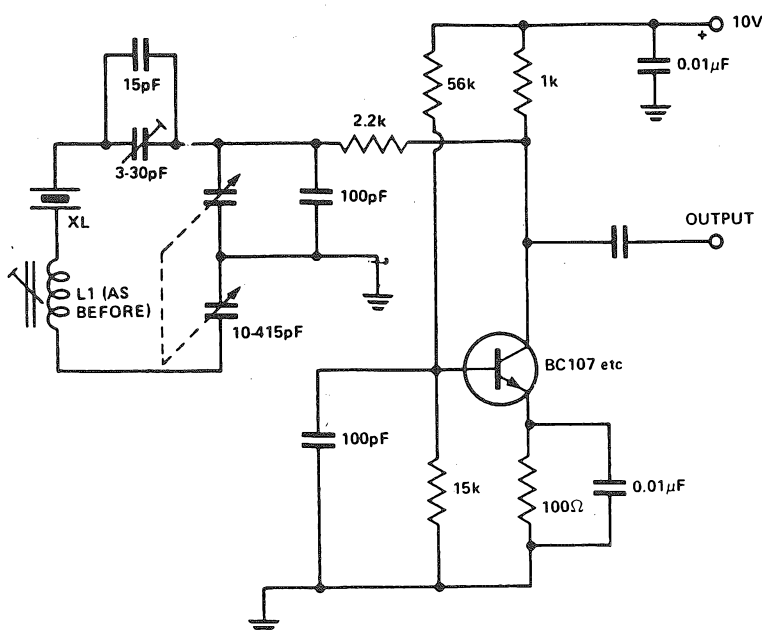 10V
+
0.01μF
15pF
56k
1k
2.2k
3-30pF
100pF
XL
OUTPUT
L1 (AS
BEFORE)
10-415pF
BC107 etc
100pF
15k
100Ω
0.01μF